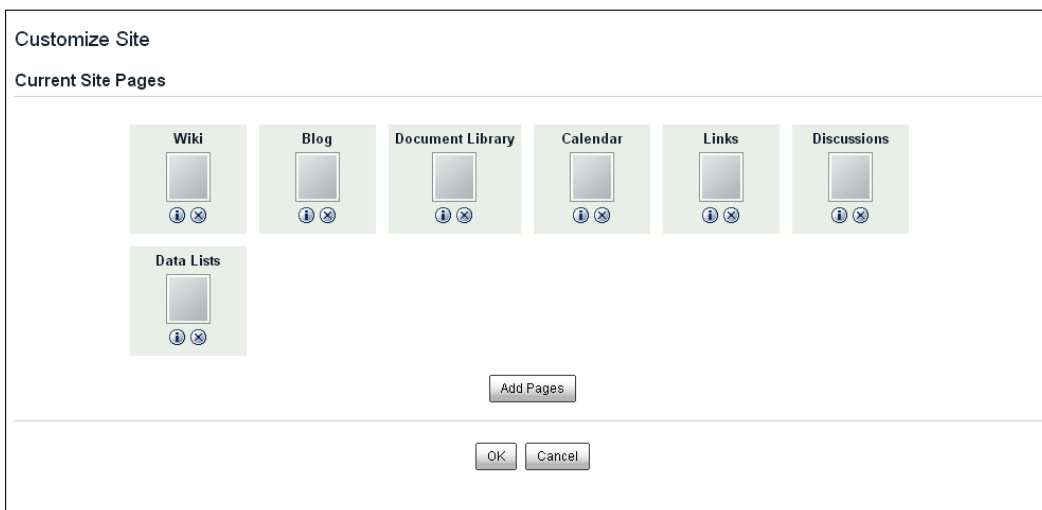 Customize Site
Current Site Pages
Wiki
Blog
Document Library
Calendar
Links
Discussions
Data Lists
Add Pages
OK
Cancel